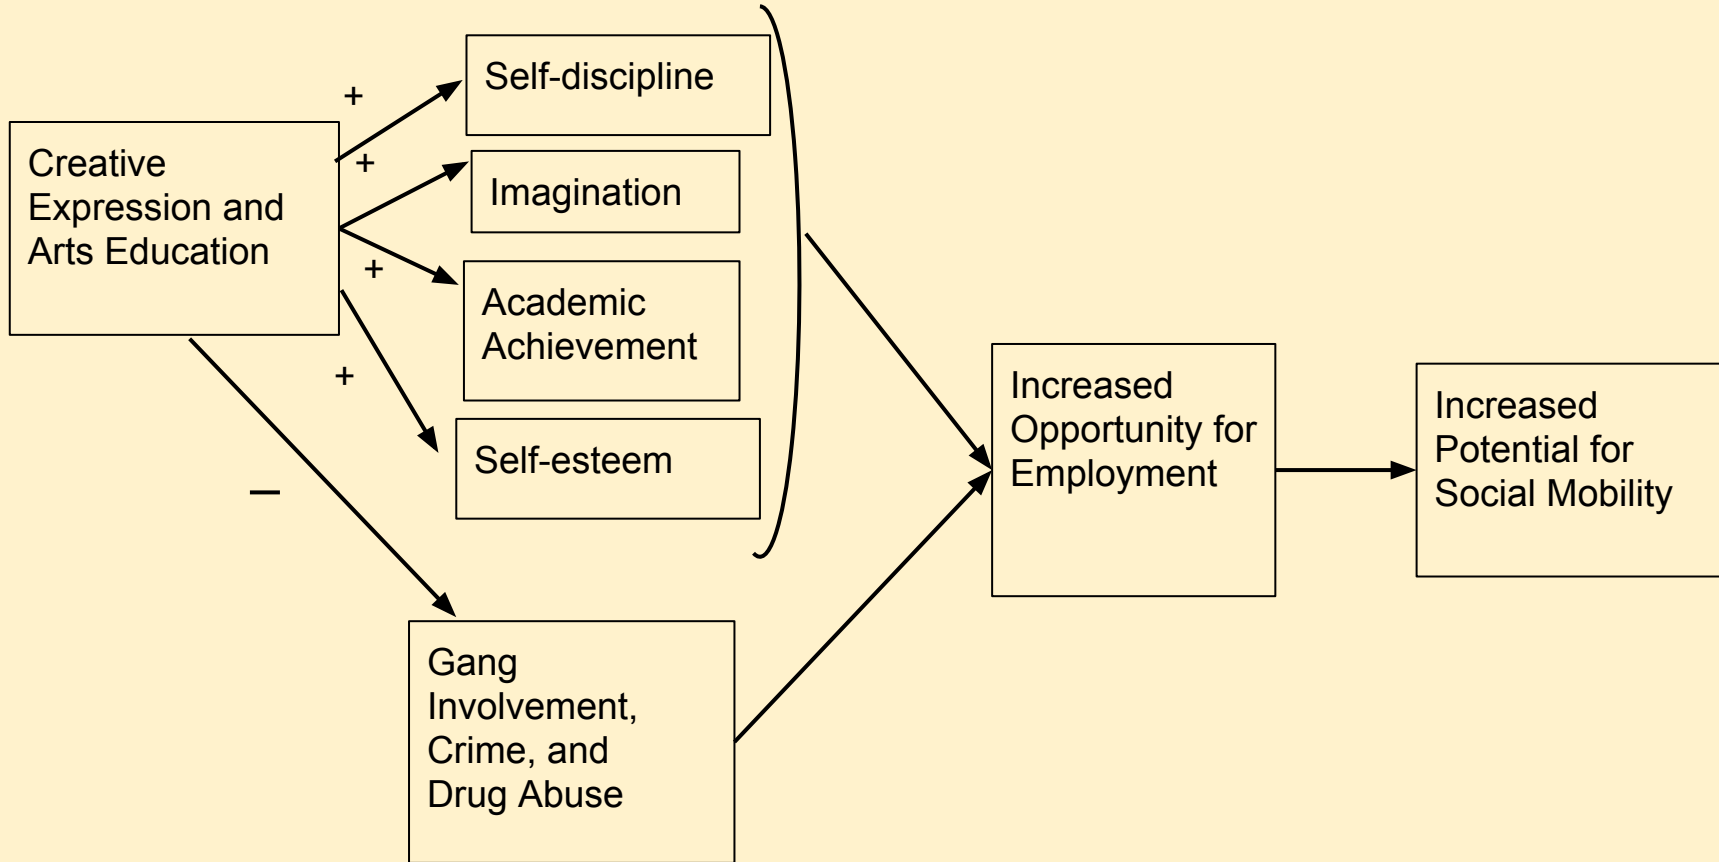 Creative
Expression and
Arts Education
+
+
+
+
–
Self-discipline
Imagination
Academic
Achievement
Self-esteem
Gang
Involvement,
Crime, and
Drug Abuse
Increased
Opportunity for
Employment
Increased
Potential for
Social Mobility